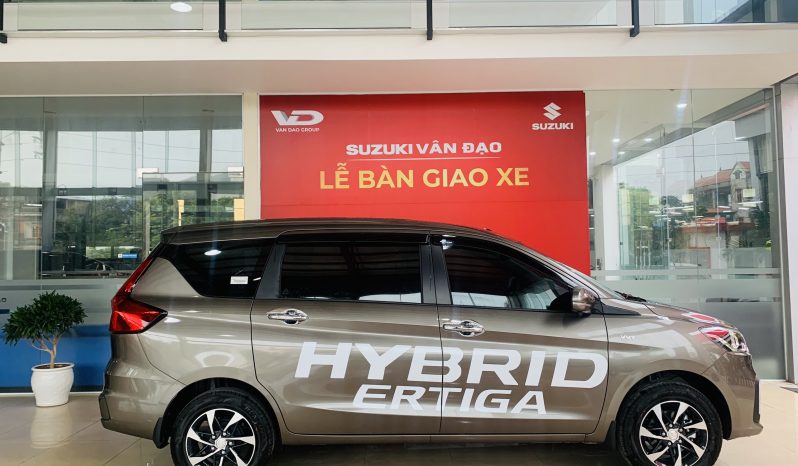 VD
VAN DAO GROUP
SUZUKI
SUZUKI VÂN ĐẠO
LỄ BÀN GIAO XE
HYBRID
ERTIGA